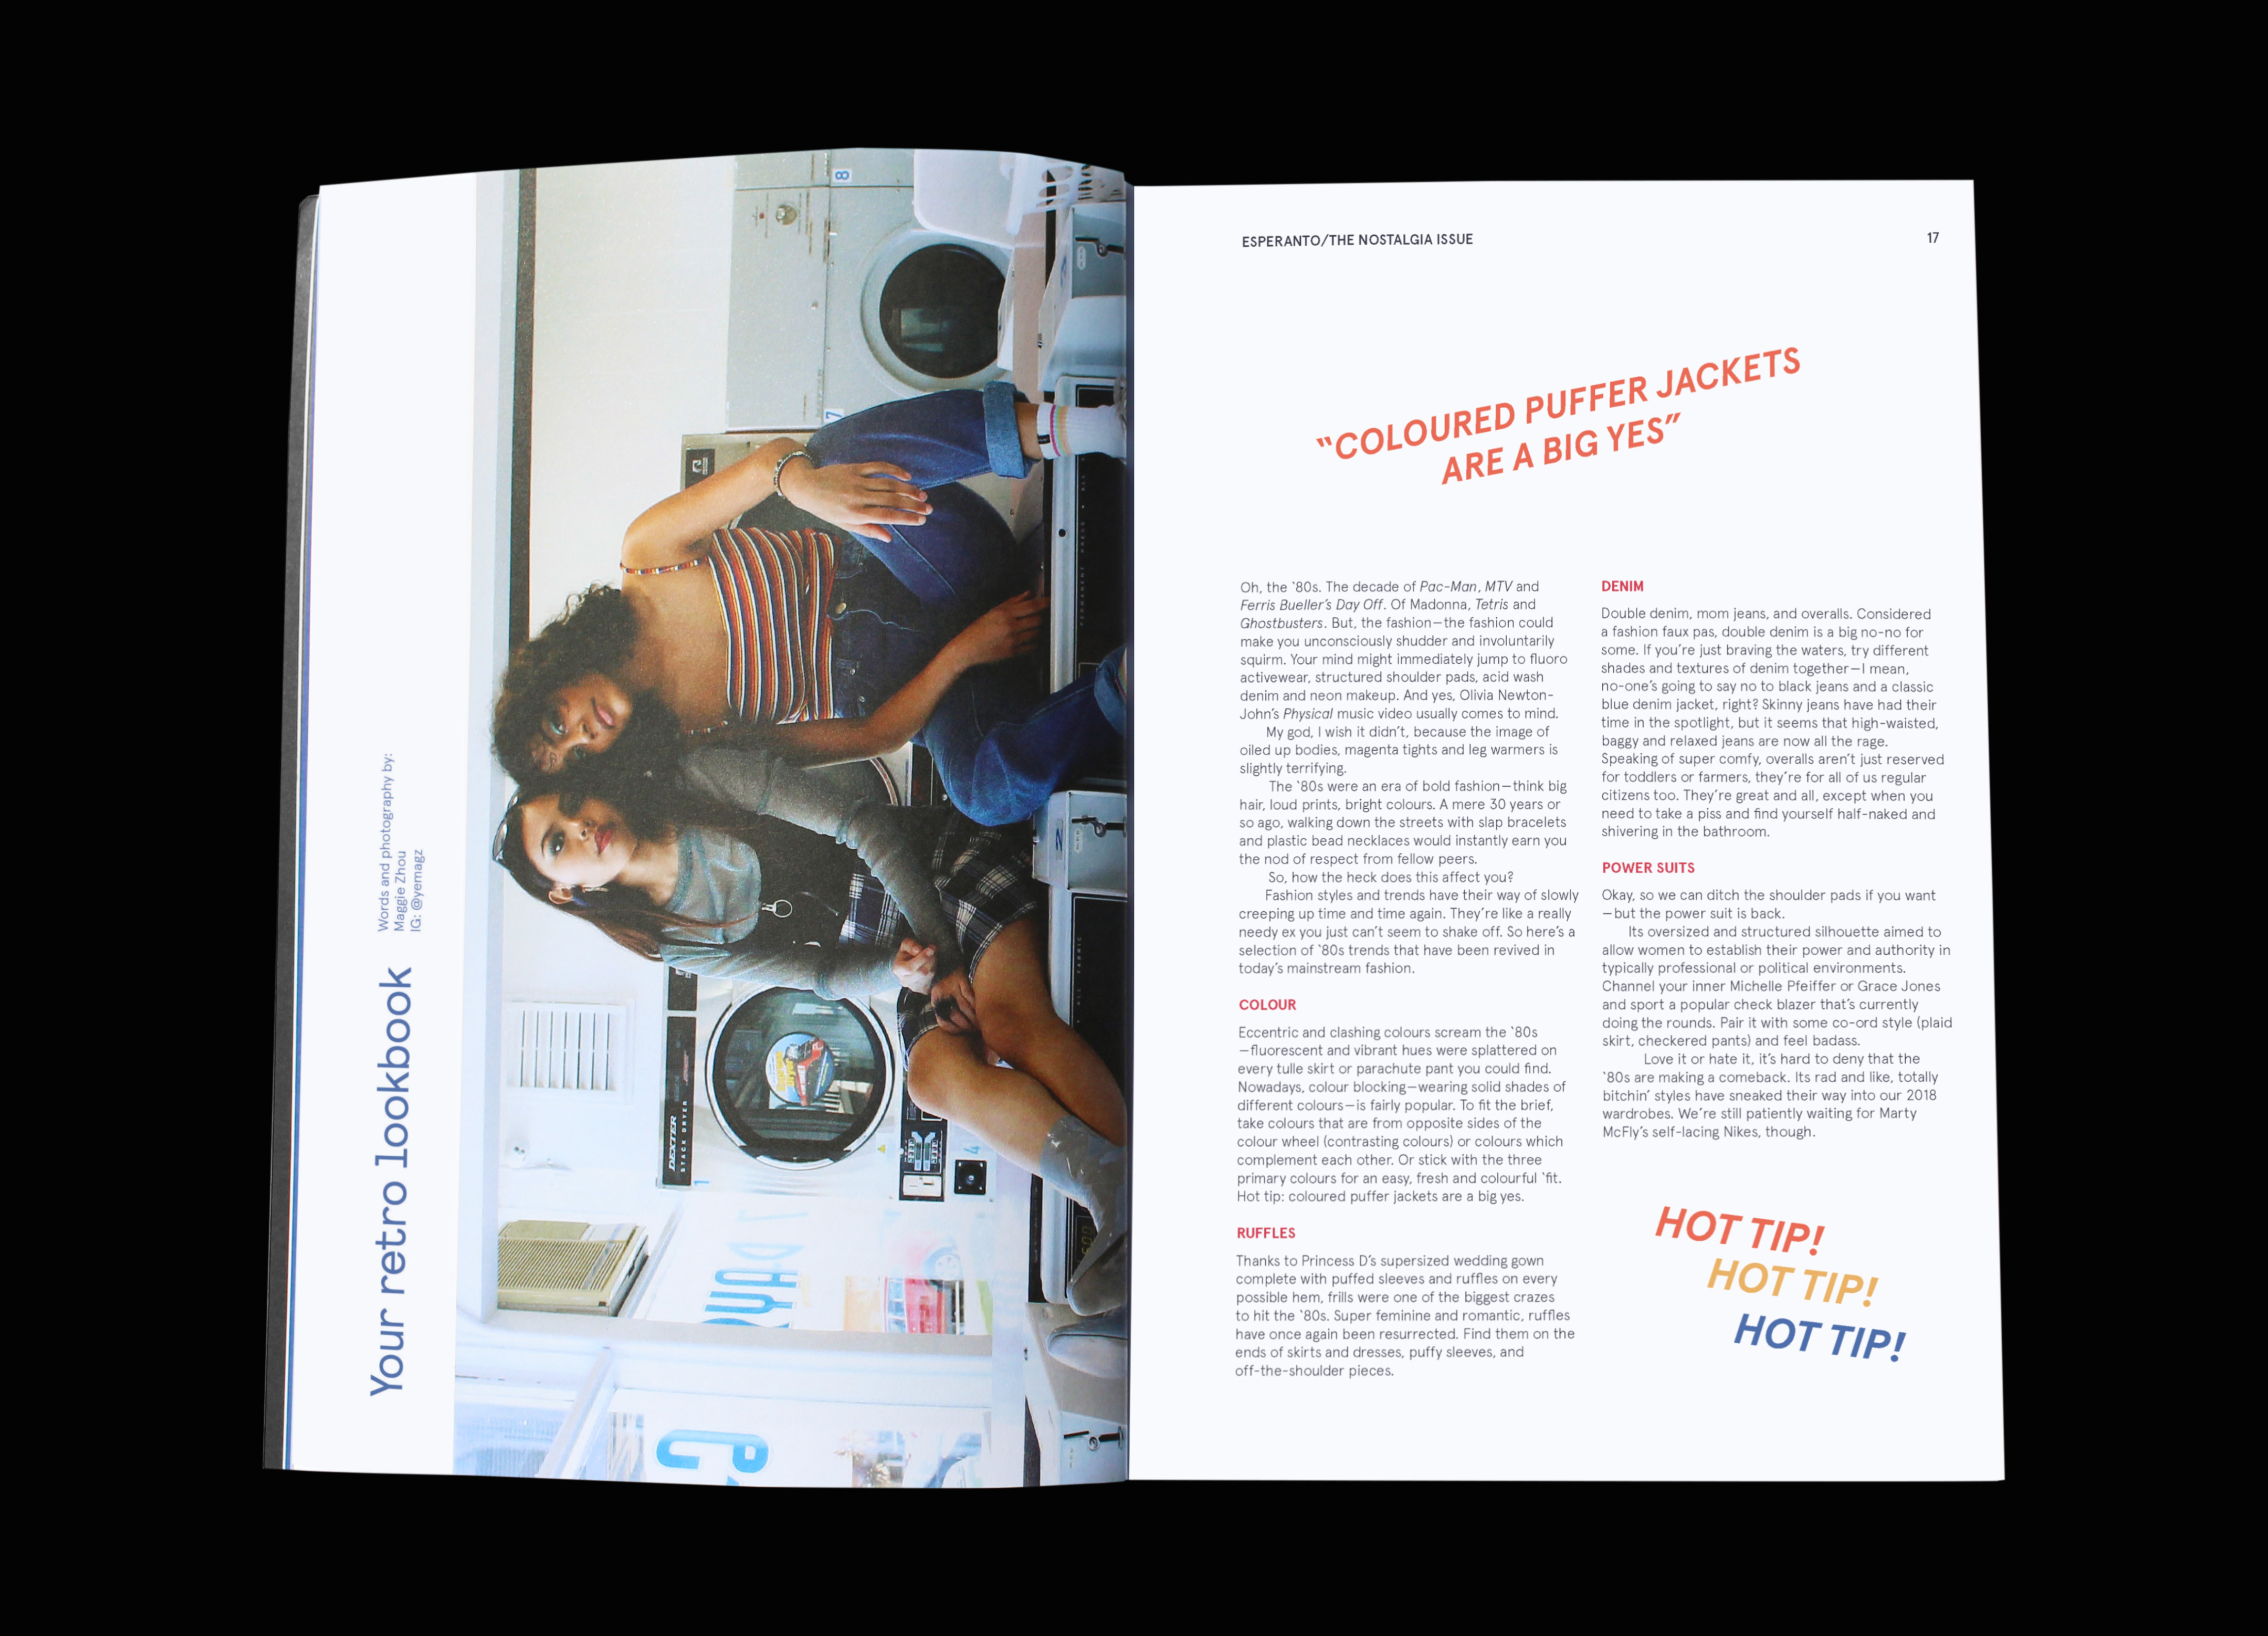 Your retro lookbook
Words and photography by:
Maggie Zhou
IG: @yemagz
8
7
DEXTER
STACK DRYER
1
4
2
ESPERANTO/THE NOSTALGIA ISSUE
17
“COLOURED PUFFER JACKETS
ARE A BIG YES”
Oh, the ‘80s. The decade of Pac-Man, MTV and
Ferris Bueller’s Day Off. Of Madonna, Tetris and
Ghostbusters. But, the fashion—the fashion could
make you unconsciously shudder and involuntarily
squirm. Your mind might immediately jump to fluoro
activewear, structured shoulder pads, acid wash
denim and neon makeup. And yes, Olivia Newton-
John’s Physical music video usually comes to mind.
My god, I wish it didn’t, because the image of
oiled up bodies, magenta tights and leg warmers is
slightly terrifying.
The ‘80s were an era of bold fashion—think big
hair, loud prints, bright colours. A mere 30 years or
so ago, walking down the streets with slap bracelets
and plastic bead necklaces would instantly earn you
the nod of respect from fellow peers.
So, how the heck does this affect you?
Fashion styles and trends have their way of slowly
creeping up time and time again. They’re like a really
needy ex you just can’t seem to shake off. So here’s a
selection of ‘80s trends that have been revived in
today’s mainstream fashion.
COLOUR
Eccentric and clashing colours scream the ‘80s
—fluorescent and vibrant hues were splattered on
every tulle skirt or parachute pant you could find.
Nowadays, colour blocking—wearing solid shades of
different colours—is fairly popular. To fit the brief,
take colours that are from opposite sides of the
colour wheel (contrasting colours) or colours which
complement each other. Or stick with the three
primary colours for an easy, fresh and colourful ‘fit.
Hot tip: coloured puffer jackets are a big yes.
RUFFLES
Thanks to Princess D’s supersized wedding gown
complete with puffed sleeves and ruffles on every
possible hem, frills were one of the biggest crazes
to hit the ‘80s. Super feminine and romantic, ruffles
have once again been resurrected. Find them on the
ends of skirts and dresses, puffy sleeves, and
off-the-shoulder pieces.
DENIM
Double denim, mom jeans, and overalls. Considered
a fashion faux pas, double denim is a big no-no for
some. If you’re just braving the waters, try different
shades and textures of denim together—I mean,
no-one’s going to say no to black jeans and a classic
blue denim jacket, right? Skinny jeans have had their
time in the spotlight, but it seems that high-waisted,
baggy and relaxed jeans are now all the rage.
Speaking of super comfy, overalls aren’t just reserved
for toddlers or farmers, they’re for all of us regular
citizens too. They’re great and all, except when you
need to take a piss and find yourself half-naked and
shivering in the bathroom.
POWER SUITS
Okay, so we can ditch the shoulder pads if you want
—but the power suit is back.
Its oversized and structured silhouette aimed to
allow women to establish their power and authority in
typically professional or political environments.
Channel your inner Michelle Pfeiffer or Grace Jones
and sport a popular check blazer that’s currently
doing the rounds. Pair it with some co-ord style (plaid
skirt, checkered pants) and feel badass.
Love it or hate it, it’s hard to deny that the
‘80s are making a comeback. Its rad and like, totally
bitchin’ styles have sneaked their way into our 2018
wardrobes. We’re still patiently waiting for Marty
McFly’s self-lacing Nikes, though.
HOT TIP!
HOT TIP!
HOT TIP!